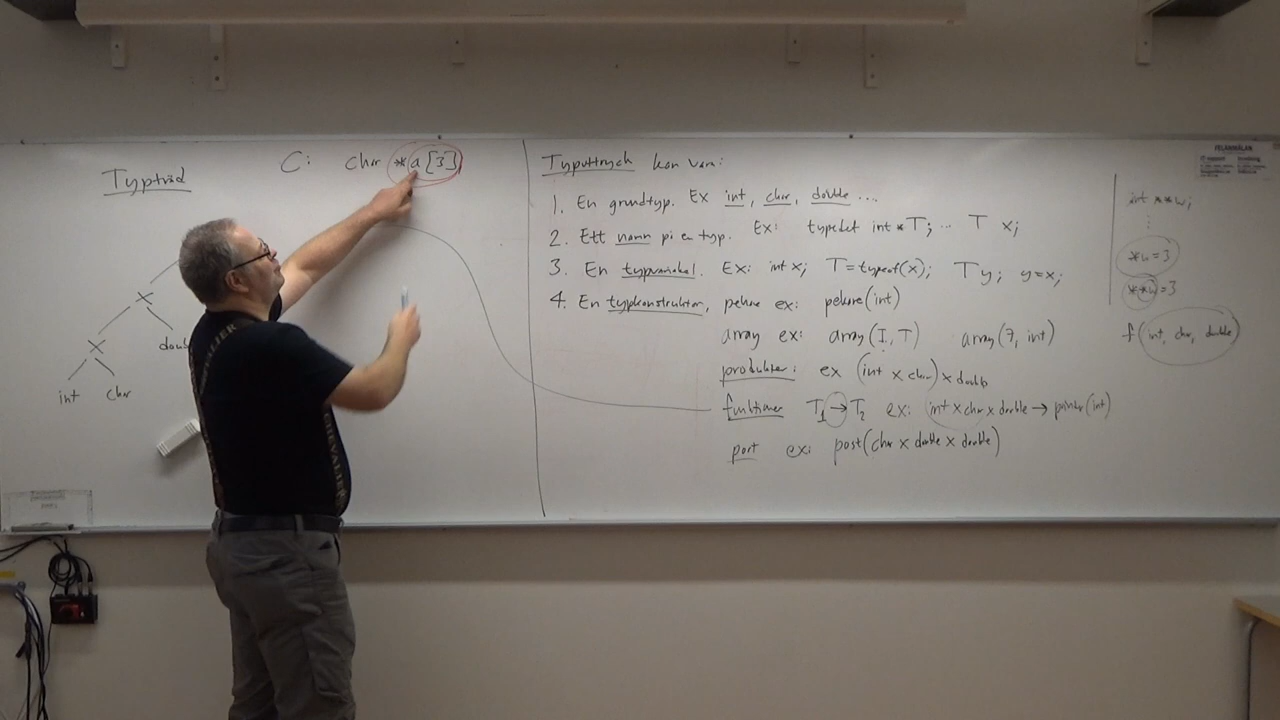 Typträd
C: char *a[3]
×
×
int char
Typuttryck kan vara:
1. En grundtyp. Ex int, char, double ...
2. Ett namn på en typ. Ex: typedef int * T; ... T x;
3. En typvariabel. Ex: int x; T=typeof(x); T y; y=x;
4. En typkonstruktor, pekare ex: pekare(int)
array ex: array(I, T) array(7, int)
produkter: ex (int × char) × double
funktioner T1 → T2 ex: int × char × double → pointer(int)
post ex: post(char × double × double)
int **w;
⋮
*w=3
**w=3
f(int, char, double)
FELANMÄLAN
CHEVALIER